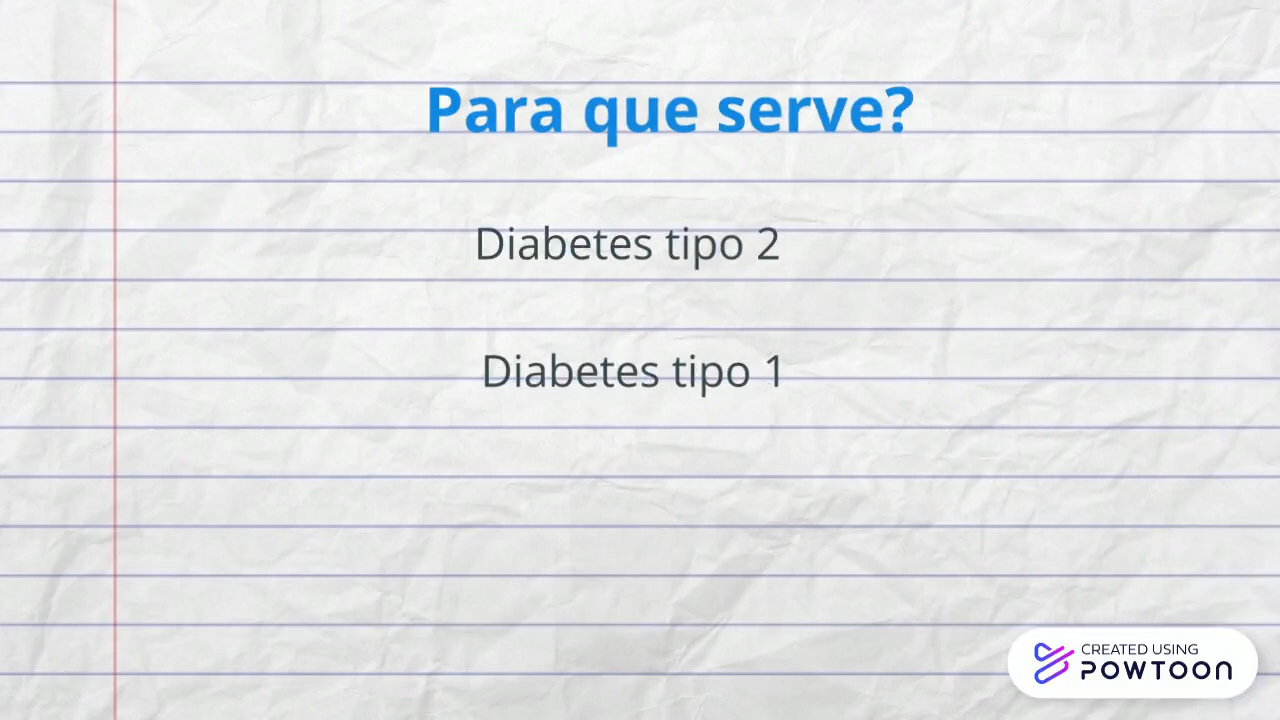 Para que serve?
Diabetes tipo 2
Diabetes tipo 1
CREATED USING
POWTOON